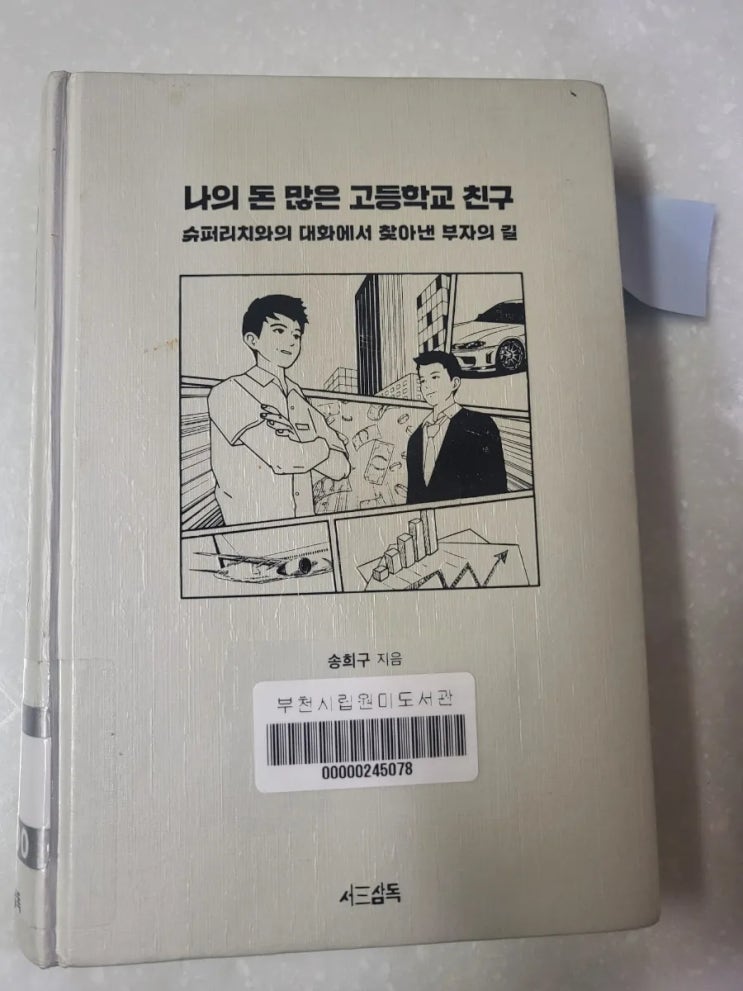 나의 돈 많은 고등학교 친구
슈퍼리치와의 대화에서 찾아낸 부자의 길
송희구 지음
부천시립원미도서관
00000245078
서三삼독